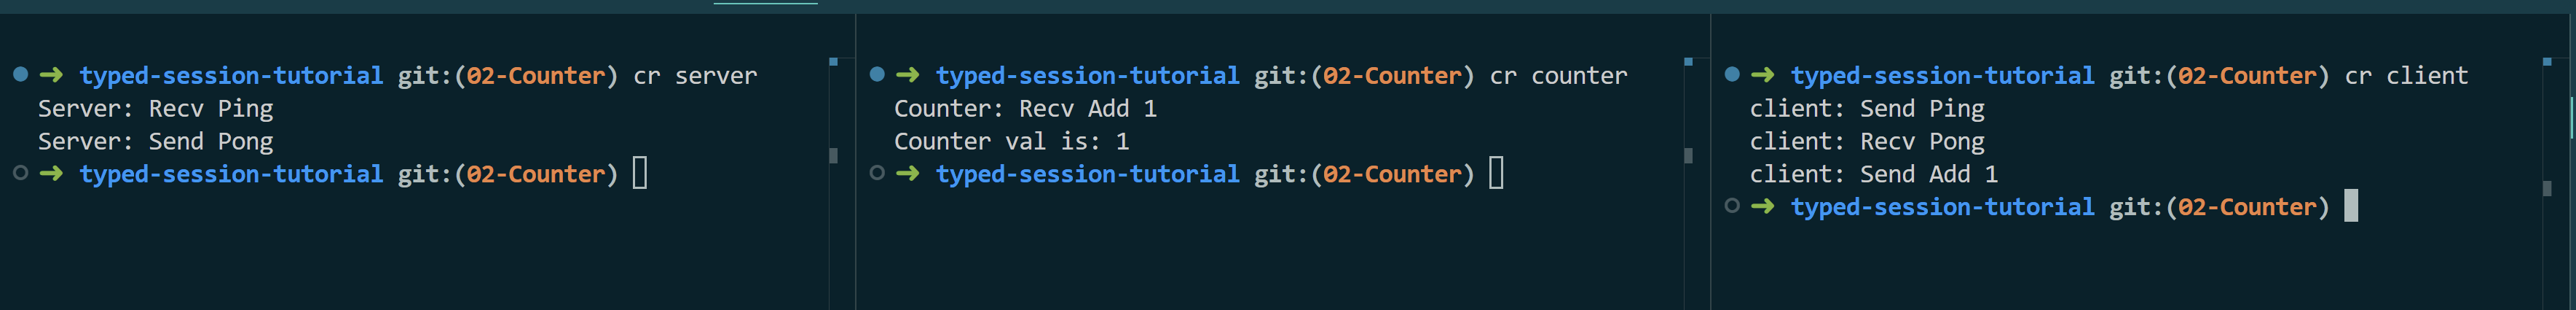 ➜ typed-session-tutorial git:(02-Counter) cr server
Server: Recv Ping
Server: Send Pong
➜ typed-session-tutorial git:(02-Counter)
➜ typed-session-tutorial git:(02-Counter) cr counter
Counter: Recv Add 1
Counter val is: 1
➜ typed-session-tutorial git:(02-Counter)
➜ typed-session-tutorial git:(02-Counter) cr client
client: Send Ping
client: Recv Pong
client: Send Add 1
➜ typed-session-tutorial git:(02-Counter)